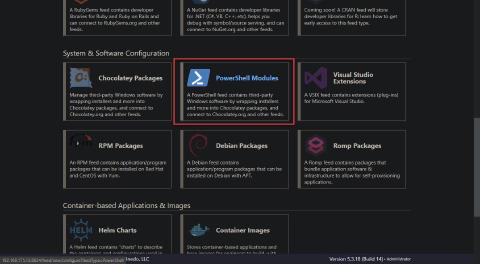 A RubyGems feed contains developer
libraries for Ruby and Ruby on Rails and
can connect to RubyGems.org and other
feeds.
A NuGet feed contains developer libraries
for .NET (C#, VB, C++, etc), helps you
debug with symbol/source serving, and can
connect to NuGet.org and other feeds.
Coming soon! A CRAN feed will store
developer libraries for R; learn how to get
early access to this feed type.
System & Software Configuration
Chocolatey Packages
Manage third-party Windows software by
wrapping installers and more into
Chocolatey packages, and connect to
Chocolatey.org and other feeds.
PowerShell Modules
A PowerShell feed contains third-party
Windows software by wrapping installers
and more into Chocolatey packages, and
connect to Chocolatey.org and other feeds.
Visual Studio
Extensions
A VSIX feed contains extensions (plug-ins)
for Microsoft Visual Studio.
RPM Packages
An RPM feed contains application/program
packages that can be installed on Red Hat
and CentOS with Yum.
Debian Packages
A Debian feed contains
application/program packages that can be
installed on Debian with APT.
Romp Packages
A Romp feed contains packages that
bundle application software &
infrastructure to allow for self-provisioning
applications.
Container-based Applications & Images
HELM
Helm Charts
A Helm feed contains "charts" to describe
Container Images
Stores container-based applications and
Inedo, LLC
Version 5.3.18 (Build 14) - Administrator